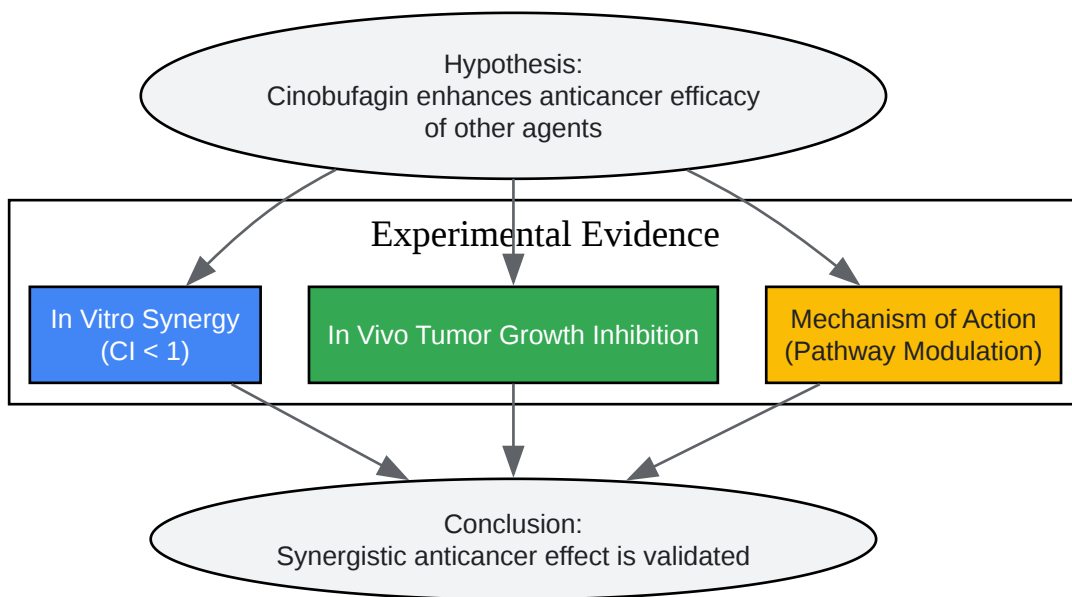 Hypothesis:
Cinobufagin enhances anticancer efficacy
of other agents
Experimental Evidence
In Vitro Synergy
(CI < 1)
In Vivo Tumor Growth Inhibition
Mechanism of Action
(Pathway Modulation)
Conclusion:
Synergistic anticancer effect is validated